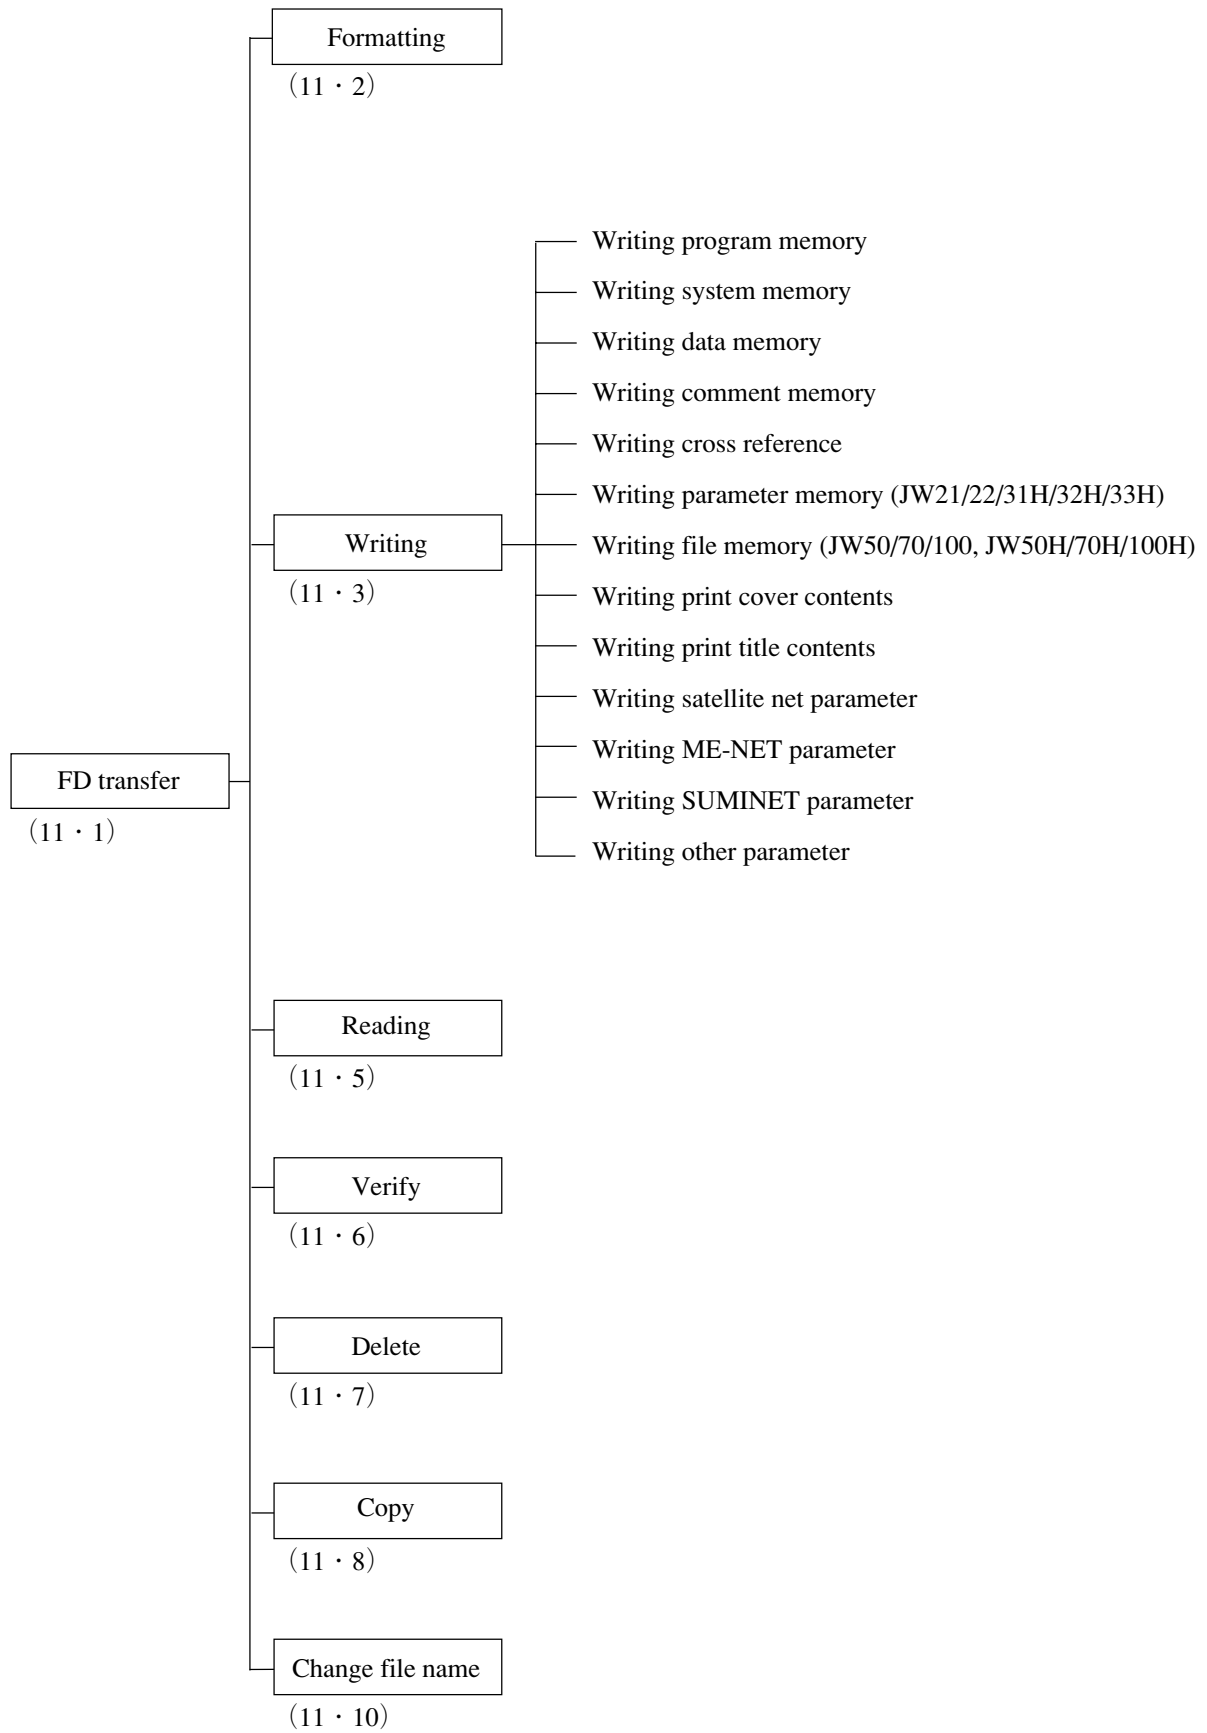 Formatting
（11・2）
Writing program memory
Writing system memory
Writing data memory
Writing comment memory
Writing cross reference
Writing parameter memory (JW21/22/31H/32H/33H)
Writing
Writing file memory (JW50/70/100, JW50H/70H/100H)
（11・3）
Writing print cover contents
Writing print title contents
Writing satellite net parameter
Writing ME-NET parameter
FD transfer
Writing SUMINET parameter
（11・1）
Writing other parameter
Reading
（11・5）
Verify
（11・6）
Delete
（11・7）
Copy
（11・8）
Change file name
（11・10）